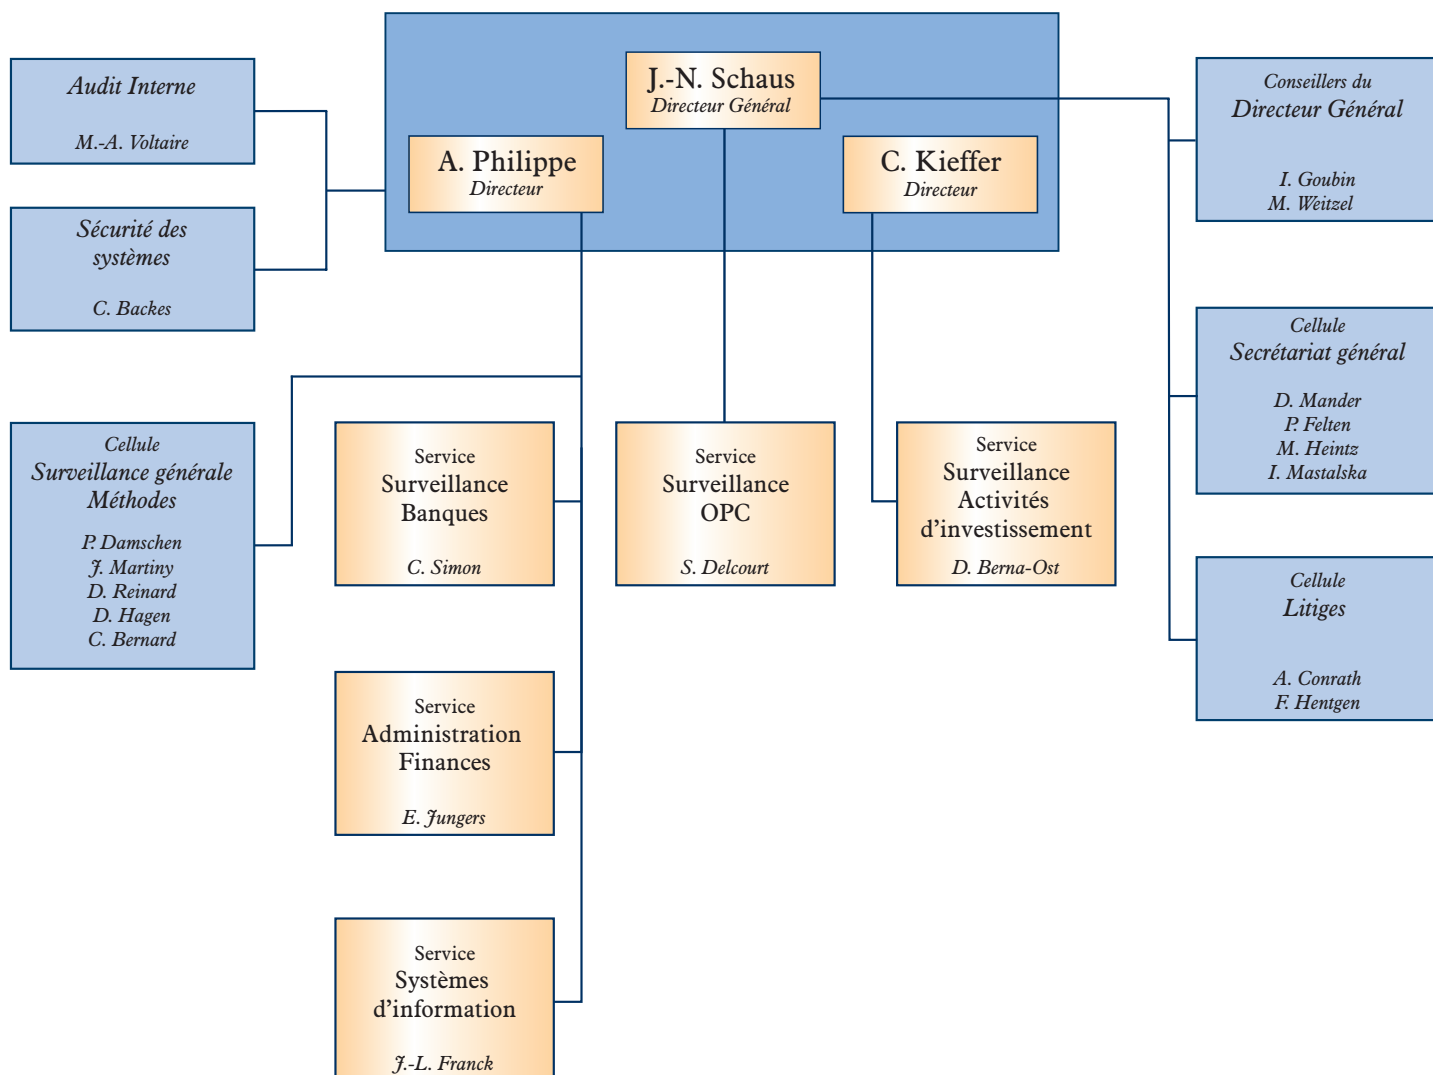 J.-N. Schaus
Directeur Général
A. Philippe
Directeur
C. Kieffer
Directeur
Audit Interne
M.-A. Voltaire
Sécurité des
systèmes
C. Backes
Conseillers du
Directeur Général
I. Goubin
M. Weitzel
Cellule
Secrétariat général
D. Mander
P. Felten
M. Heintz
I. Mastalska
Cellule
Litiges
A. Conrath
F. Hentgen
Cellule
Surveillance générale
Méthodes
P. Damschen
J. Martiny
D. Reinard
D. Hagen
C. Bernard
Service
Surveillance
Banques
C. Simon
Service
Surveillance
OPC
S. Delcourt
Service
Surveillance
Activités
d'investissement
D. Berna-Ost
Service
Administration
Finances
E. Jungers
Service
Systèmes
d'information
J.-L. Franck